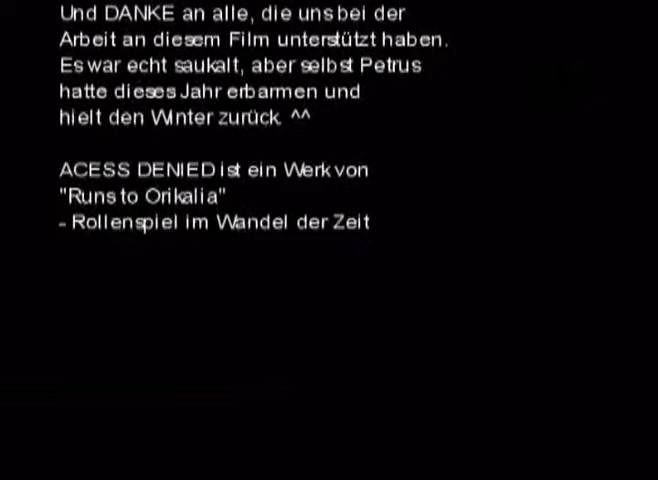 Und DANKE an alle, die uns bei der
Arbeit an diesem Film unterstützt haben.
Es war echt saukalt, aber selbst Petrus
hatte dieses Jahr erbarmen und
hielt den Winter zurück. ^^
ACESS DENIED ist ein Werk von
"Runs to Orikalia"
- Rollenspiel im Wandel der Zeit